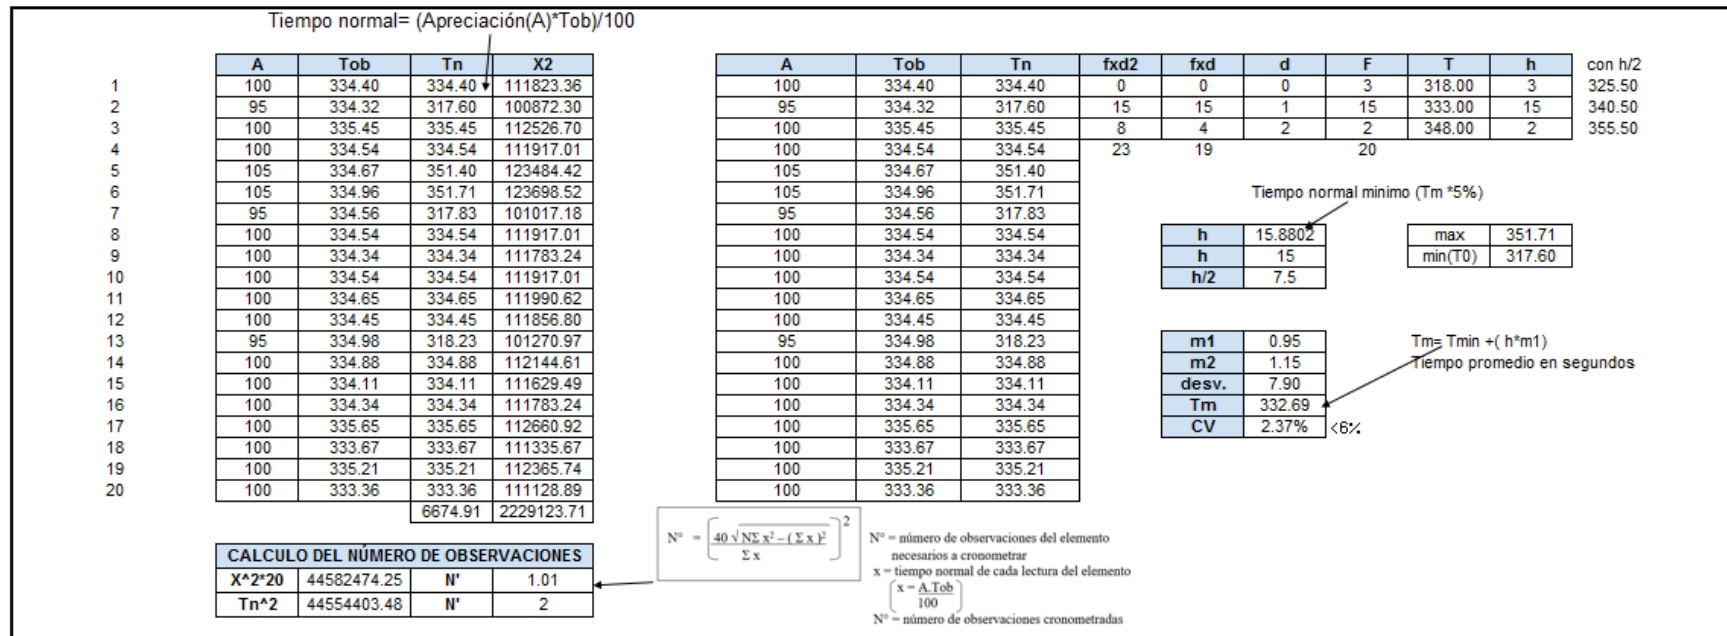 Tiempo normal= (Apreciación(A)*Tob)/100
A Tob Tn X2
1 100 334.40 334.40 111823.36
2 95 334.32 317.60 100872.30
3 100 335.45 335.45 112526.70
4 100 334.54 334.54 111917.01
5 105 334.67 351.40 123484.42
6 105 334.96 351.71 123698.52
7 95 334.56 317.83 101017.18
8 100 334.54 334.54 111917.01
9 100 334.34 334.34 111783.24
10 100 334.54 334.54 111917.01
11 100 334.65 334.65 111990.62
12 100 334.45 334.45 111856.80
13 95 334.98 318.23 101270.97
14 100 334.88 334.88 112144.61
15 100 334.11 334.11 111629.49
16 100 334.34 334.34 111783.24
17 100 335.65 335.65 112660.92
18 100 333.67 333.67 111335.67
19 100 335.21 335.21 112365.74
20 100 333.36 333.36 111128.89
6674.91 2229123.71
CALCULO DEL NÚMERO DE OBSERVACIONES
X^2*20 44582474.25 N' 1.01
Tn^2 44554403.48 N' 2
A Tob Tn fxd2 fxd d F T h con h/2
100 334.40 334.40 0 0 0 3 318.00 3 325.50
95 334.32 317.60 15 15 1 15 333.00 15 340.50
100 335.45 335.45 8 4 2 2 348.00 2 355.50
100 334.54 334.54 23 19 20
105 334.67 351.40
105 334.96 351.71
95 334.56 317.83
100 334.54 334.54
100 334.34 334.34
100 334.54 334.54
100 334.65 334.65
100 334.45 334.45
95 334.98 318.23
100 334.88 334.88
100 334.11 334.11
100 334.34 334.34
100 335.65 335.65
100 333.67 333.67
100 335.21 335.21
100 333.36 333.36
Tiempo normal minimo (Tm *5%)
h 15.8802
h 15
h/2 7.5
max 351.71
min(T0) 317.60
m1 0.95
m2 1.15
desv. 7.90
Tm 332.69
CV 2.37% <6%
Tm= Tmin +( h*m1)
Tiempo promedio en segundos
N° = (40 √NΣ x² − ( Σ x )² / Σ x)²
N° = número de observaciones del elemento
necesarios a cronometrar
x = tiempo normal de cada lectura del elemento
(x = A.Tob
100)
N° = número de observaciones cronometradas